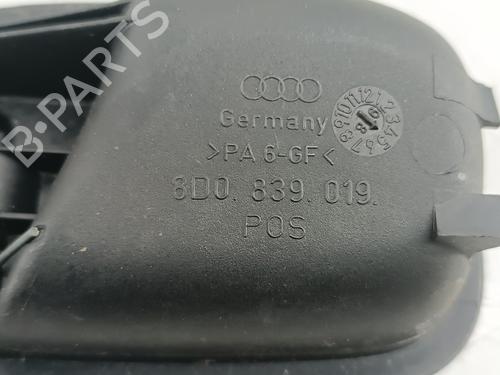 Germany
>PA 6-GF<
8D0. 839. 019.
POS
B-PARTS